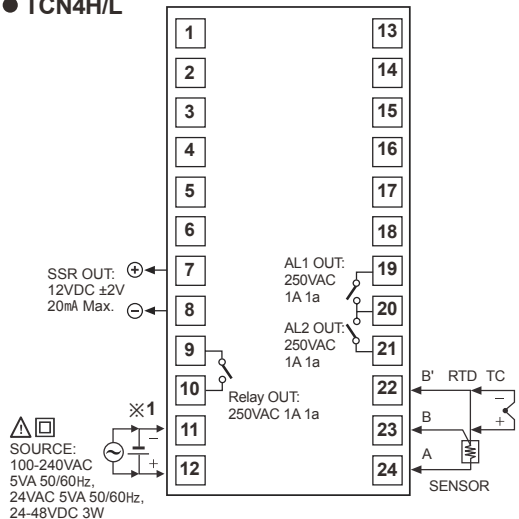 ● TCN4H/L
1
13
2
14
3
15
4
16
5
17
6
18
SSR OUT:
12VDC ±2V
20mA Max.
+
−
7
8
AL1 OUT:
250VAC
1A 1a
19
20
AL2 OUT:
250VAC
1A 1a
21
9
10
Relay OUT:
250VAC 1A 1a
B' RTD TC
22
−
+
B
23
A
24
SENSOR
※1
11
−
+
12
SOURCE:
100-240VAC
5VA 50/60Hz,
24VAC 5VA 50/60Hz,
24-48VDC 3W